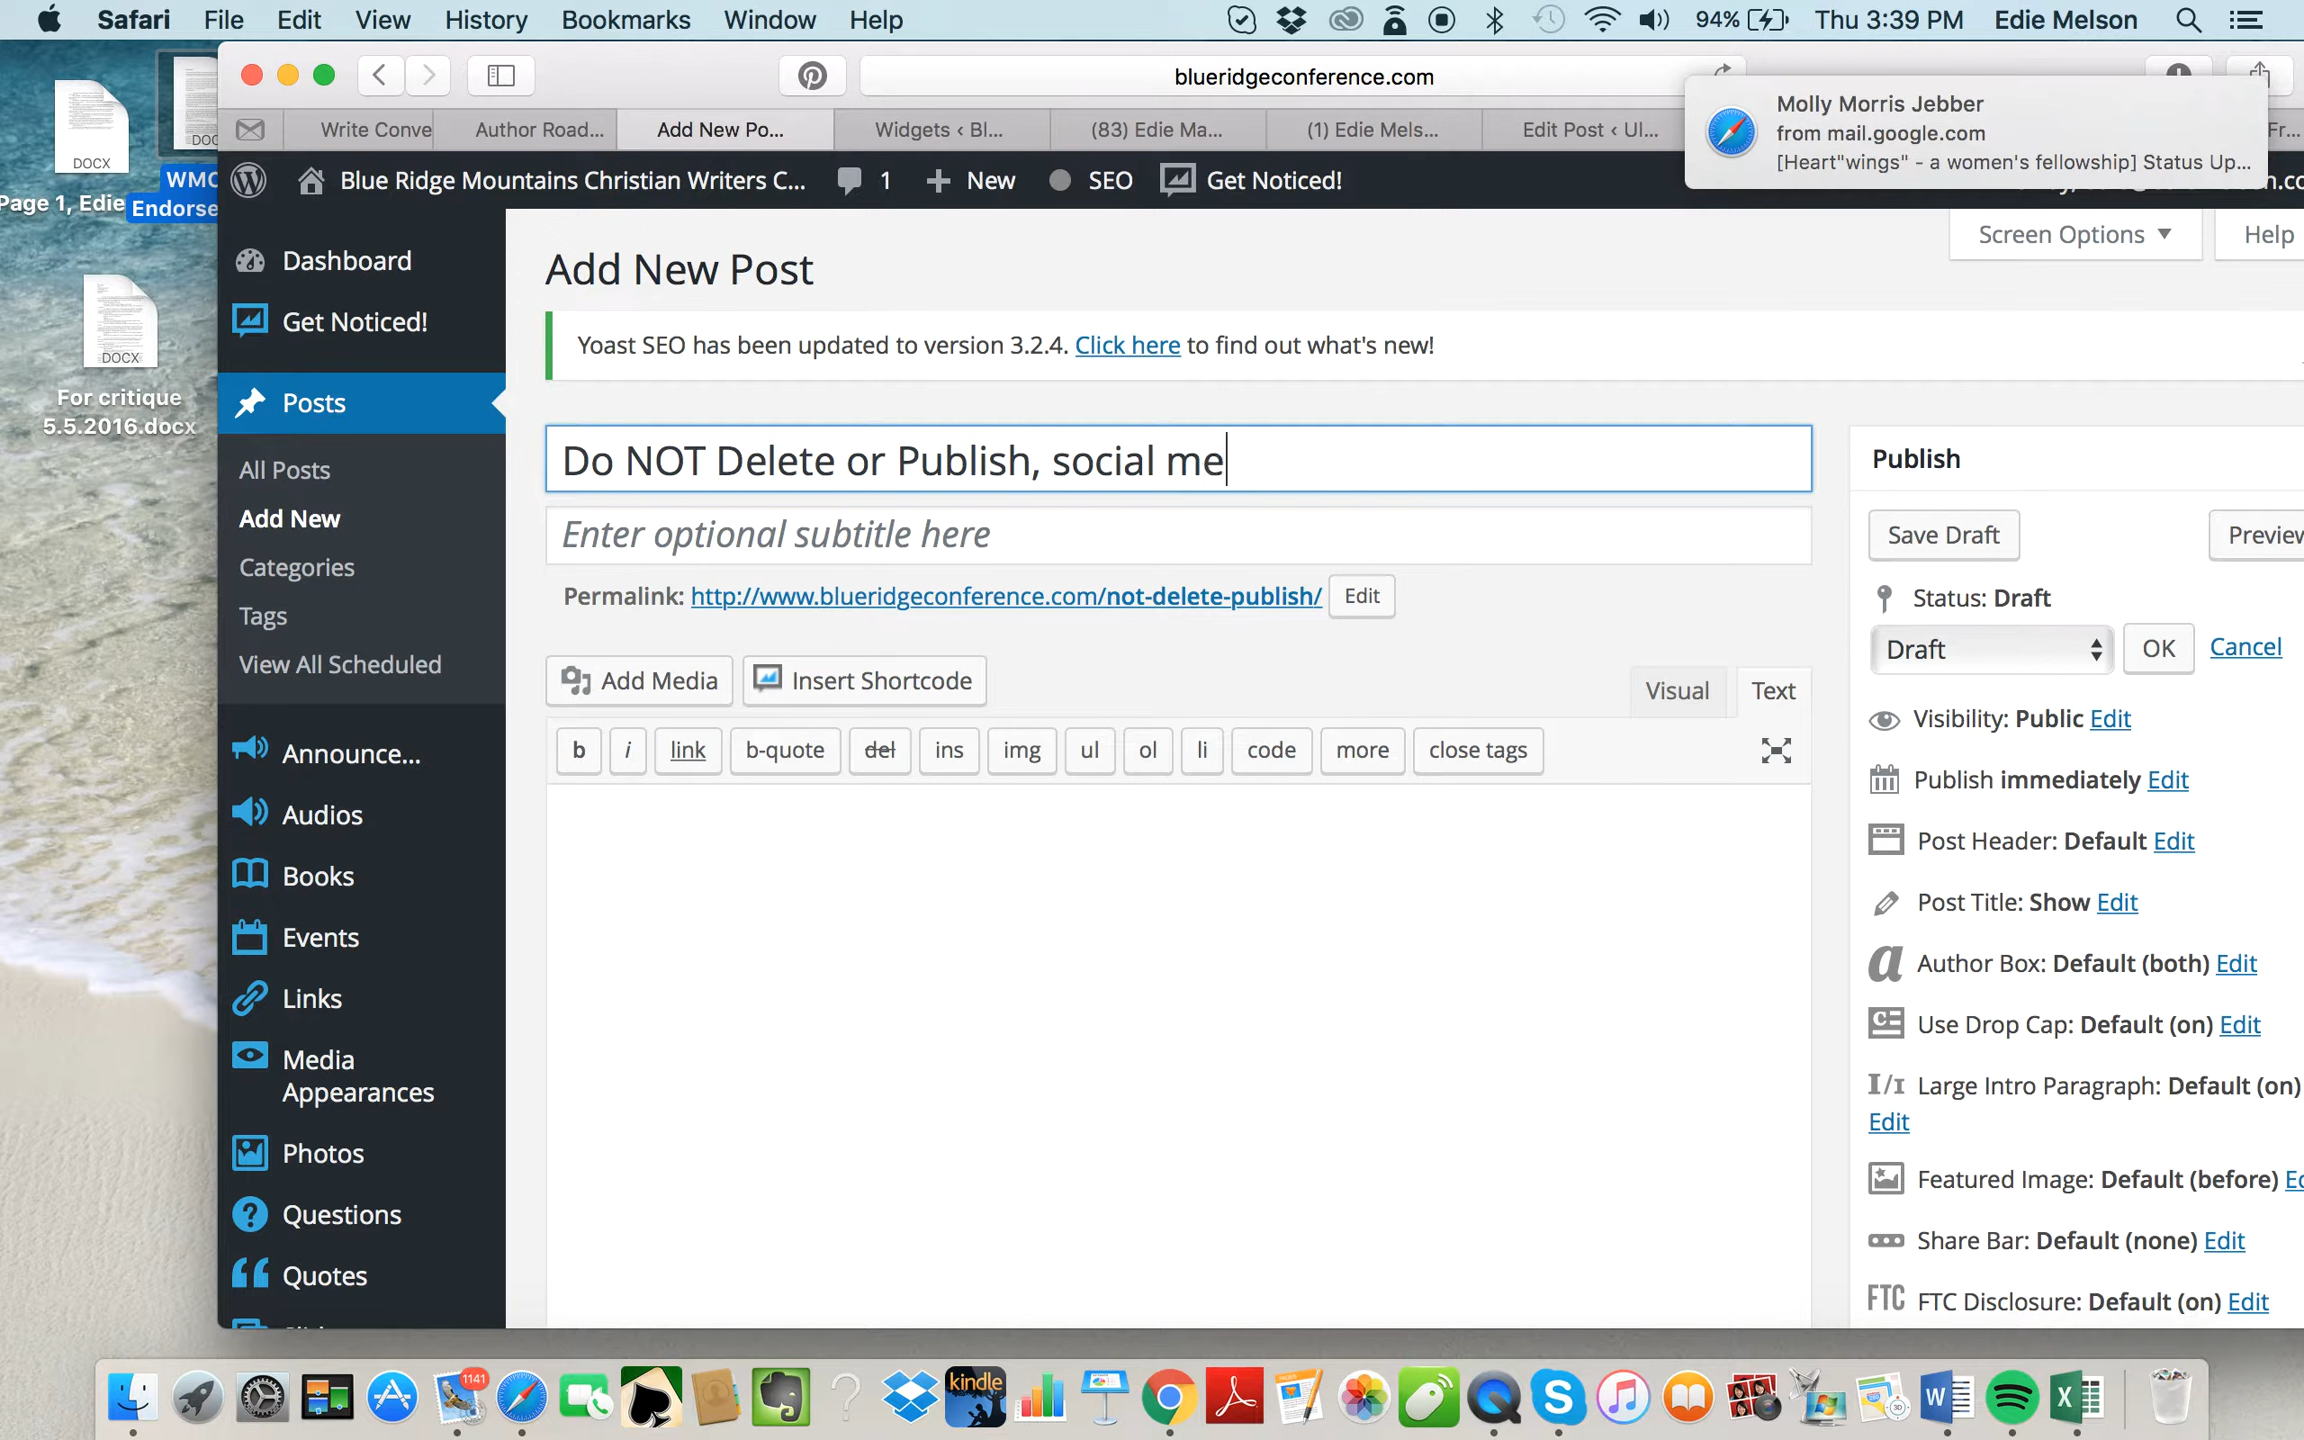 Safari File Edit View History Bookmarks Window Help 94% Thu 3:39 PM Edie Melson
blueridgeconference.com
Molly Morris Jebber
from mail.google.com
[Heart"wings" - a women's fellowship] Status Up...
Write Conve Author Road... Add New Po... Widgets ‹ Bl... (83) Edie Ma... (1) Edie Mels... Edit Post ‹ Ul... Fr...
Blue Ridge Mountains Christian Writers C... 1 New SEO Get Noticed!
DOCX
DOC
Page 1, Edie
WMC
Endorse
DOCX
For critique
5.5.2016.docx
Dashboard
Get Noticed!
Posts
All Posts
Add New
Categories
Tags
View All Scheduled
Announce...
Audios
Books
Events
Links
Media
Appearances
Photos
Questions
Quotes
Screen Options Help
Add New Post
Yoast SEO has been updated to version 3.2.4. Click here to find out what's new!
Do NOT Delete or Publish, social me
Enter optional subtitle here
Permalink: http://www.blueridgeconference.com/not-delete-publish/ Edit
Add Media Insert Shortcode
Visual Text
b i link b-quote del ins img ul ol li code more close tags
Publish
Save Draft Preview
Status: Draft
Draft OK Cancel
Visibility: Public Edit
Publish immediately Edit
Post Header: Default Edit
Post Title: Show Edit
Author Box: Default (both) Edit
Use Drop Cap: Default (on) Edit
Large Intro Paragraph: Default (on)
Edit
Featured Image: Default (before) Ed
Share Bar: Default (none) Edit
FTC FTC Disclosure: Default (on) Edit
1141
kindle